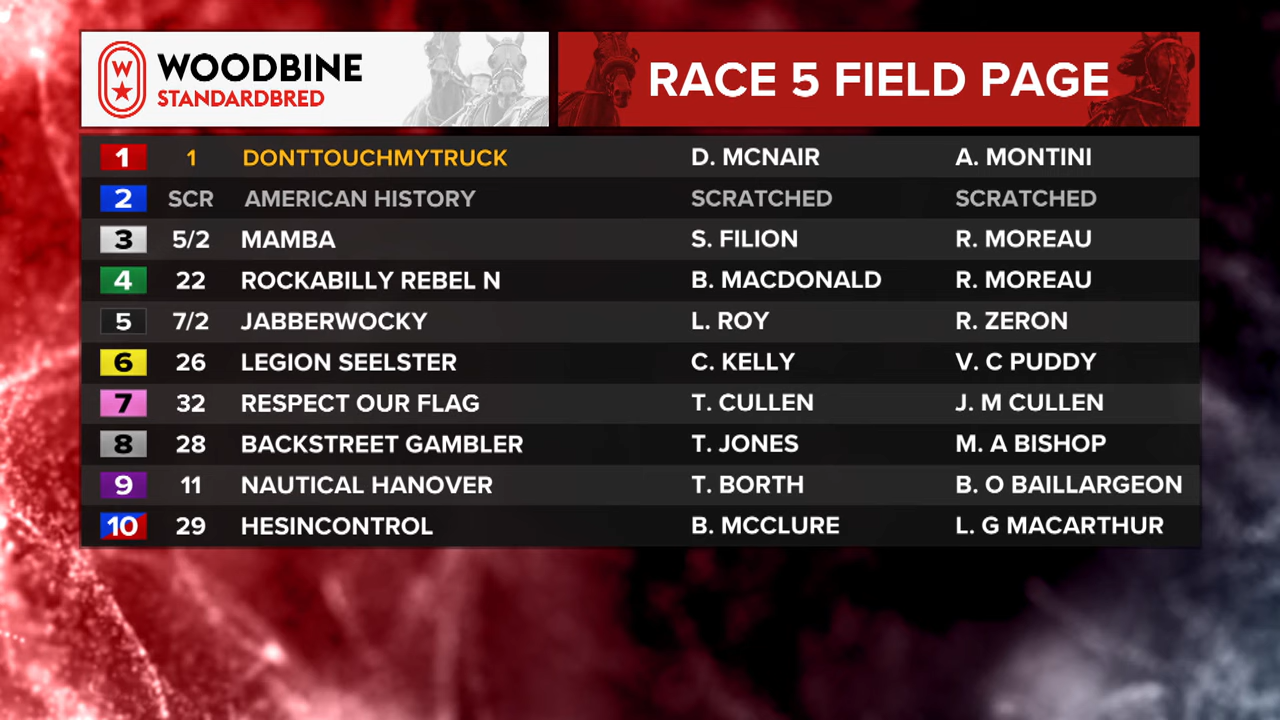 W
WOODBINE
STANDARDBRED
RACE 5 FIELD PAGE
1 1 DONTTOUCHMYTRUCK D. MCNAIR A. MONTINI
2 SCR AMERICAN HISTORY SCRATCHED SCRATCHED
3 5/2 MAMBA S. FILION R. MOREAU
4 22 ROCKABILLY REBEL N B. MACDONALD R. MOREAU
5 7/2 JABBERWOCKY L. ROY R. ZERON
6 26 LEGION SEELSTER C. KELLY V. C PUDDY
7 32 RESPECT OUR FLAG T. CULLEN J. M CULLEN
8 28 BACKSTREET GAMBLER T. JONES M. A BISHOP
9 11 NAUTICAL HANOVER T. BORTH B. O BAILLARGEON
10 29 HESINCONTROL B. MCCLURE L. G MACARTHUR